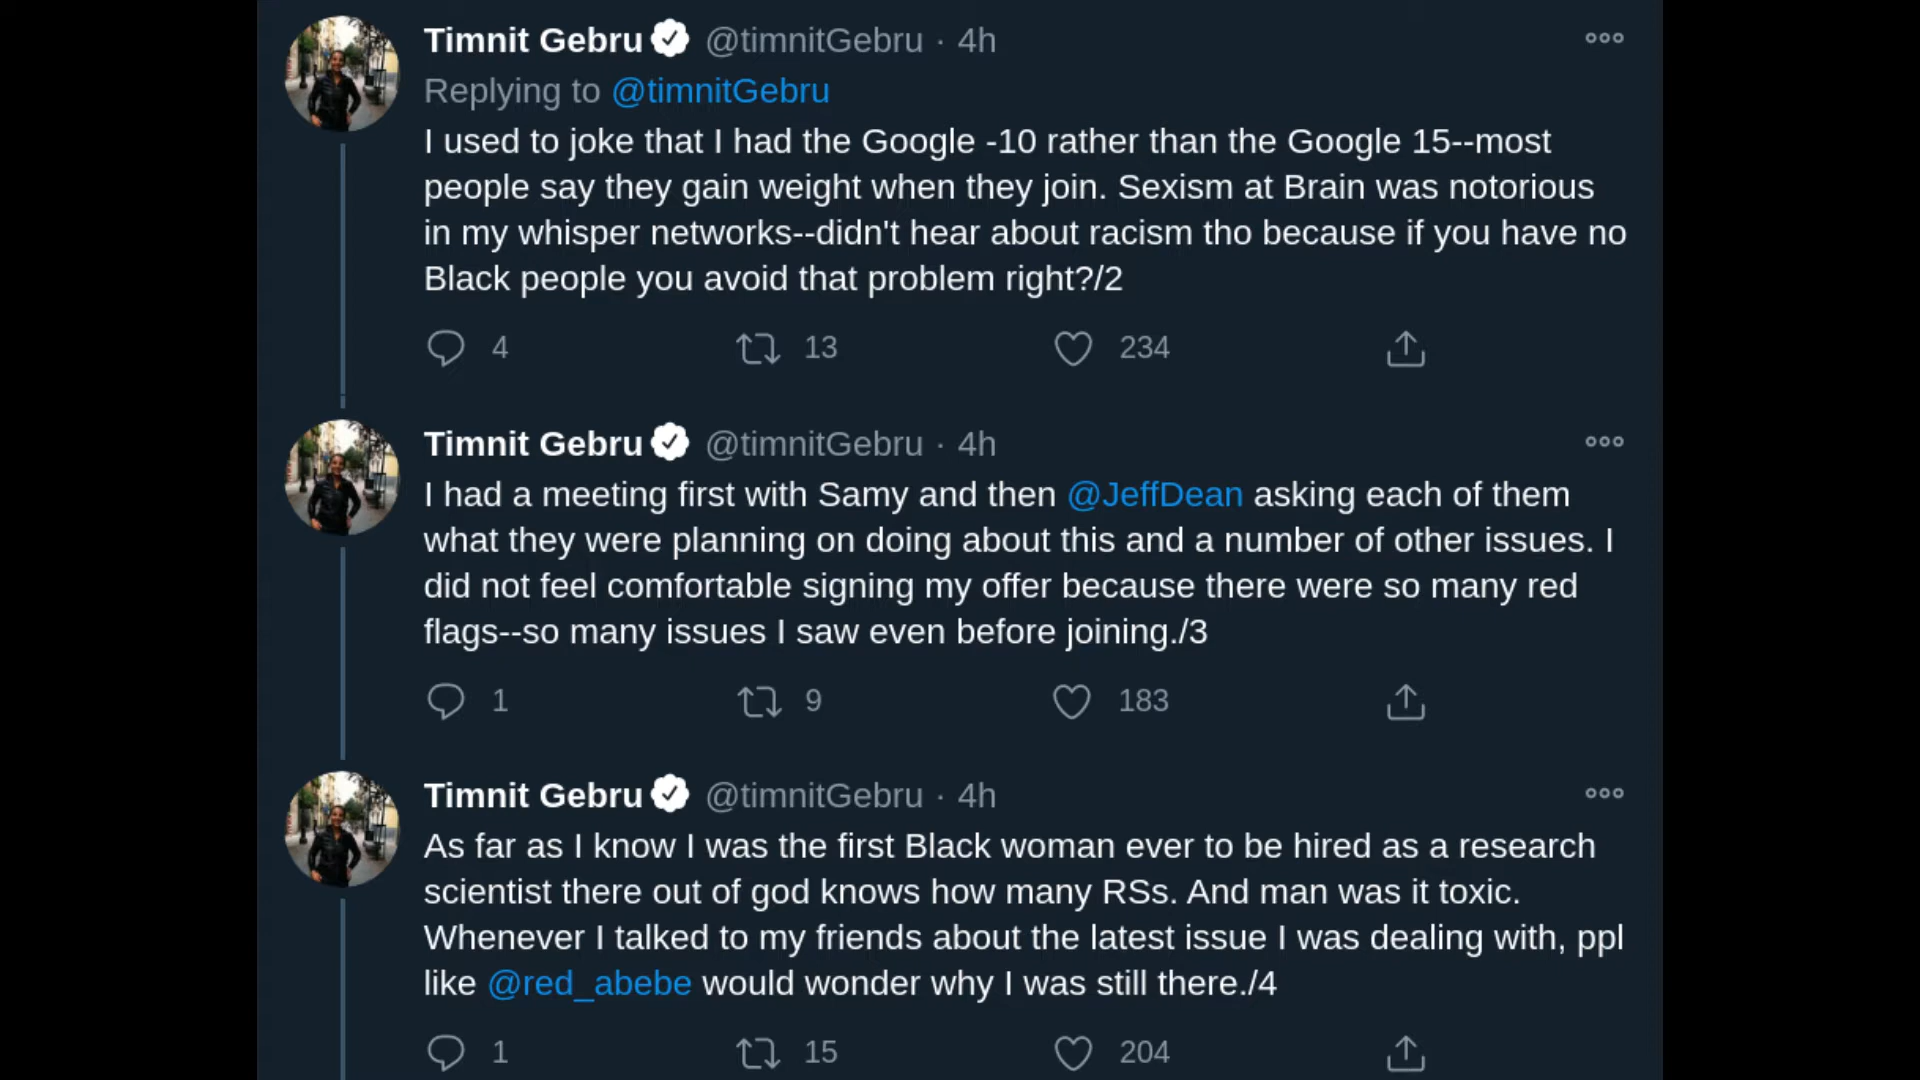 Timnit Gebru @timnitGebru · 4h
Replying to @timnitGebru
I used to joke that I had the Google -10 rather than the Google 15--most
people say they gain weight when they join. Sexism at Brain was notorious
in my whisper networks--didn't hear about racism tho because if you have no
Black people you avoid that problem right?/2
4 13 234
Timnit Gebru @timnitGebru · 4h
I had a meeting first with Samy and then @JeffDean asking each of them
what they were planning on doing about this and a number of other issues. I
did not feel comfortable signing my offer because there were so many red
flags--so many issues I saw even before joining./3
1 9 183
Timnit Gebru @timnitGebru · 4h
As far as I know I was the first Black woman ever to be hired as a research
scientist there out of god knows how many RSs. And man was it toxic.
Whenever I talked to my friends about the latest issue I was dealing with, ppl
like @red_abebe would wonder why I was still there./4
1 15 204